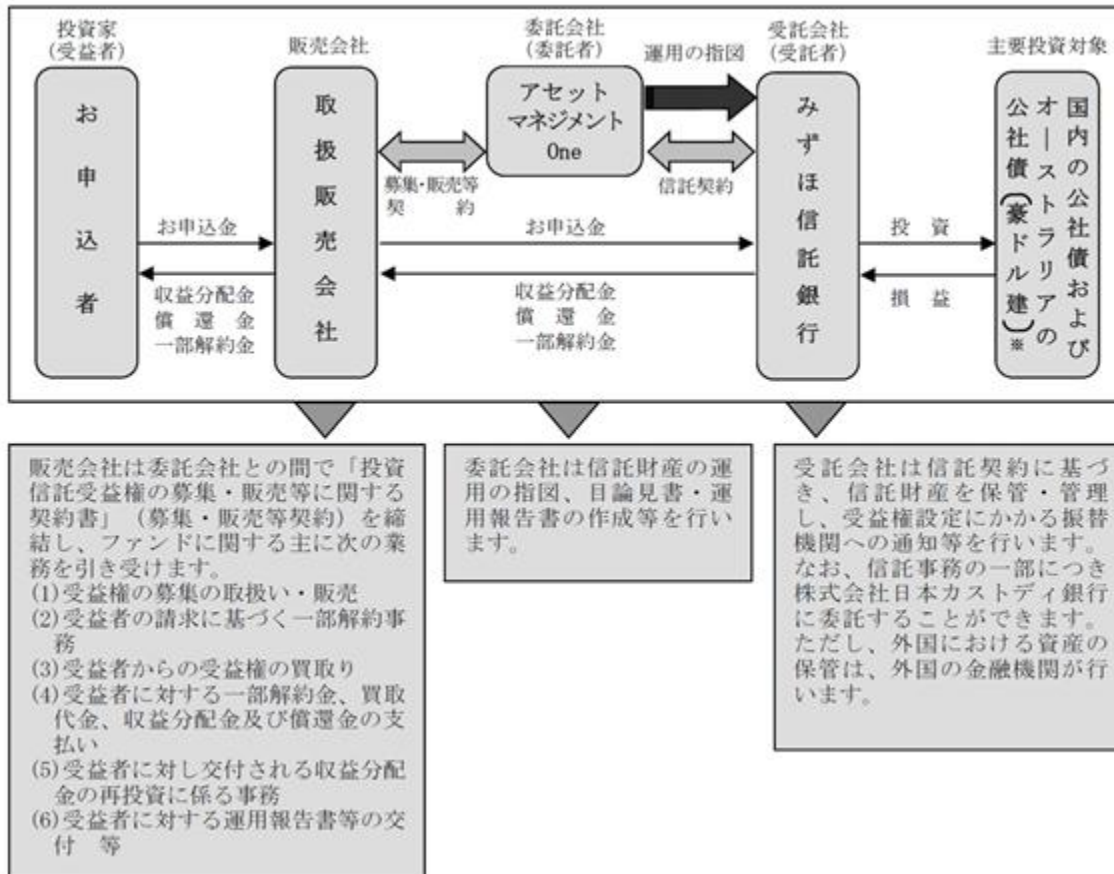 投資家
(受益者)
お申込者
販売会社
取扱販売会社
委託会社
(委託者)
アセット
マネジメント
One
運用の指図
受託会社
(受託者)
みずほ信託銀行
主要投資対象
国内の公社債および
オーストラリアの
公社債(豪ドル建)※
募集・販売等
契約
信託契約
お申込金
収益分配金
償還金
一部解約金
お申込金
収益分配金
償還金
一部解約金
投資
損益
販売会社は委託会社との間で「投資
信託受益権の募集・販売等に関する
契約書」(募集・販売等契約)を締
結し、ファンドに関する主に次の業
務を引き受けます。
(1)受益権の募集の取扱い・販売
(2)受益者の請求に基づく一部解約事
務
(3)受益者からの受益権の買取り
(4)受益者に対する一部解約金、買取
代金、収益分配金及び償還金の支
払い
(5)受益者に対し交付される収益分配
金の再投資に係る事務
(6)受益者に対する運用報告書等の交
付 等
委託会社は信託財産の運
用の指図、目論見書・運
用報告書の作成等を行い
ます。
受託会社は信託契約に基づ
き、信託財産を保管・管理
し、受益権設定にかかる振替
機関への通知等を行います。
なお、信託事務の一部につき
株式会社日本カストディ銀行
に委託することができます。
ただし、外国における資産の
保管は、外国の金融機関が行
います。